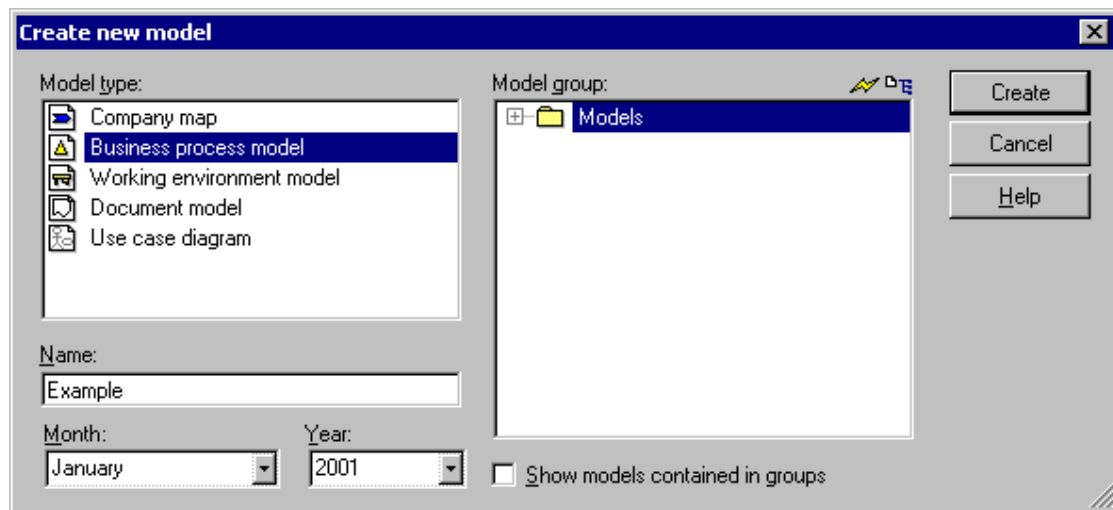 Create new model
Model type:
Company map
Business process model
Working environment model
Document model
Use case diagram
Name:
Example
Month:
January
Year:
2001
Model group:
Models
Show models contained in groups
Create
Cancel
Help